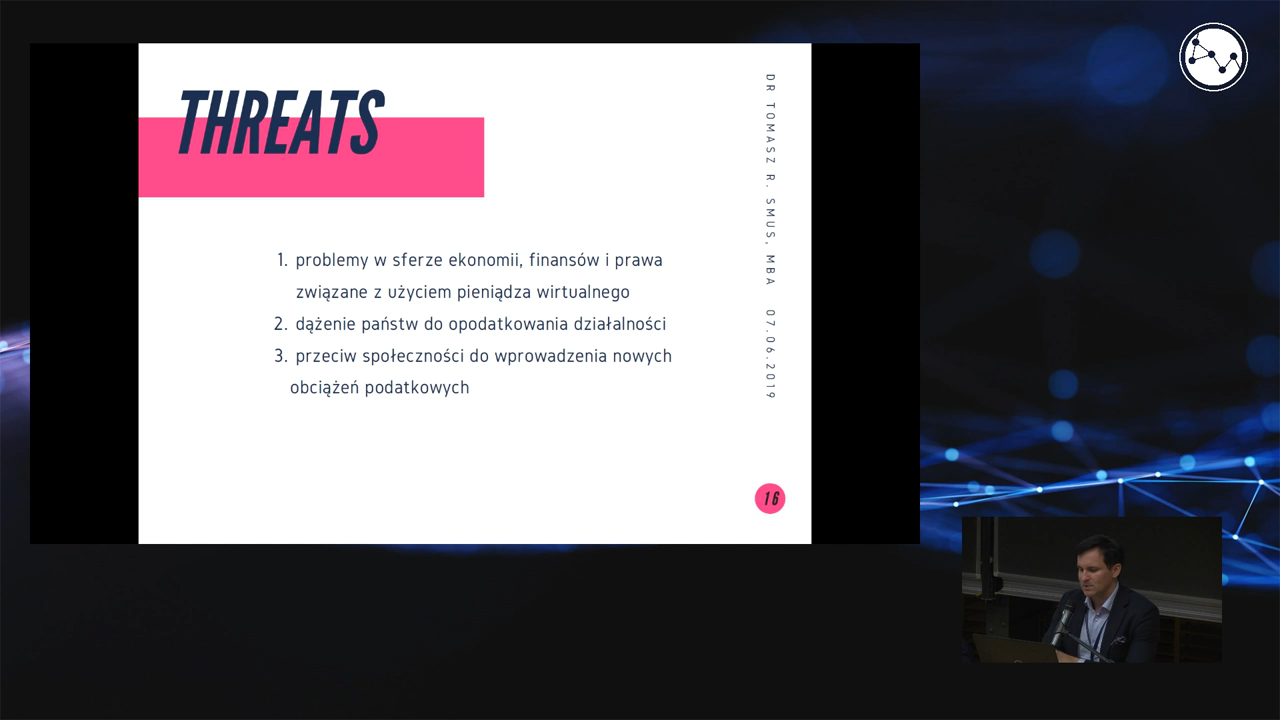 THREATS
1. problemy w sferze ekonomii, finansów i prawa
związane z użyciem pieniądza wirtualnego
2. dążenie państw do opodatkowania działalności
3. przeciw społeczności do wprowadzenia nowych
obciążeń podatkowych
DR TOMASZ R. SMUS, MBA 07.06.2019
16